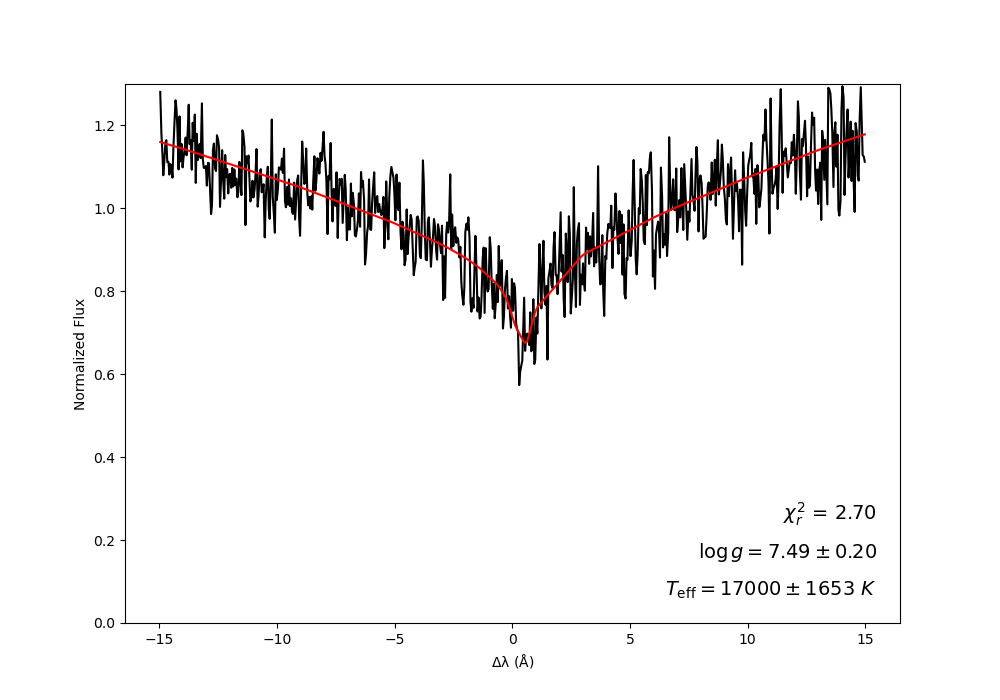 Normalized Flux
1.2
1.0
0.8
0.6
0.4
0.2
0.0
χ²ᵣ = 2.70
log g = 7.49 ± 0.20
T_eff = 17000 ± 1653 K
−15 −10 −5 0 5 10 15
Δλ (Å)